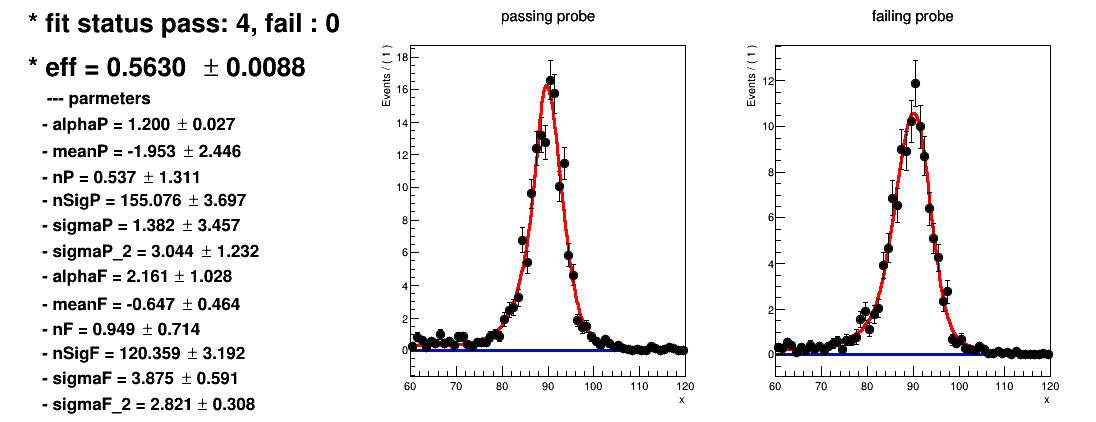 * fit status pass: 4, fail : 0
* eff = 0.5630 ± 0.0088
--- parmeters
- alphaP = 1.200 ± 0.027
- meanP = -1.953 ± 2.446
- nP = 0.537 ± 1.311
- nSigP = 155.076 ± 3.697
- sigmaP = 1.382 ± 3.457
- sigmaP_2 = 3.044 ± 1.232
- alphaF = 2.161 ± 1.028
- meanF = -0.647 ± 0.464
- nF = 0.949 ± 0.714
- nSigF = 120.359 ± 3.192
- sigmaF = 3.875 ± 0.591
- sigmaF_2 = 2.821 ± 0.308
passing probe
Events / ( 1 )
18
16
14
12
10
8
6
4
2
0
60 70 80 90 100 110 120
x
failing probe
Events / ( 1 )
12
10
8
6
4
2
0
60 70 80 90 100 110 120
x